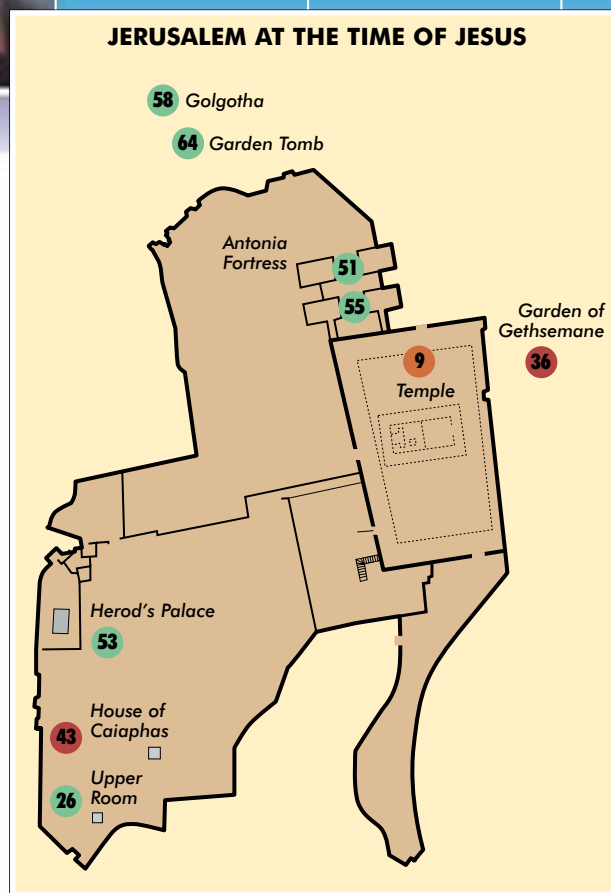 JERUSALEM AT THE TIME OF JESUS
58 Golgotha
64 Garden Tomb
Antonia
Fortress
51
55
Garden of
Gethsemane
36
9
Temple
Herod's Palace
53
House of
Caiaphas
43
Upper
Room
26